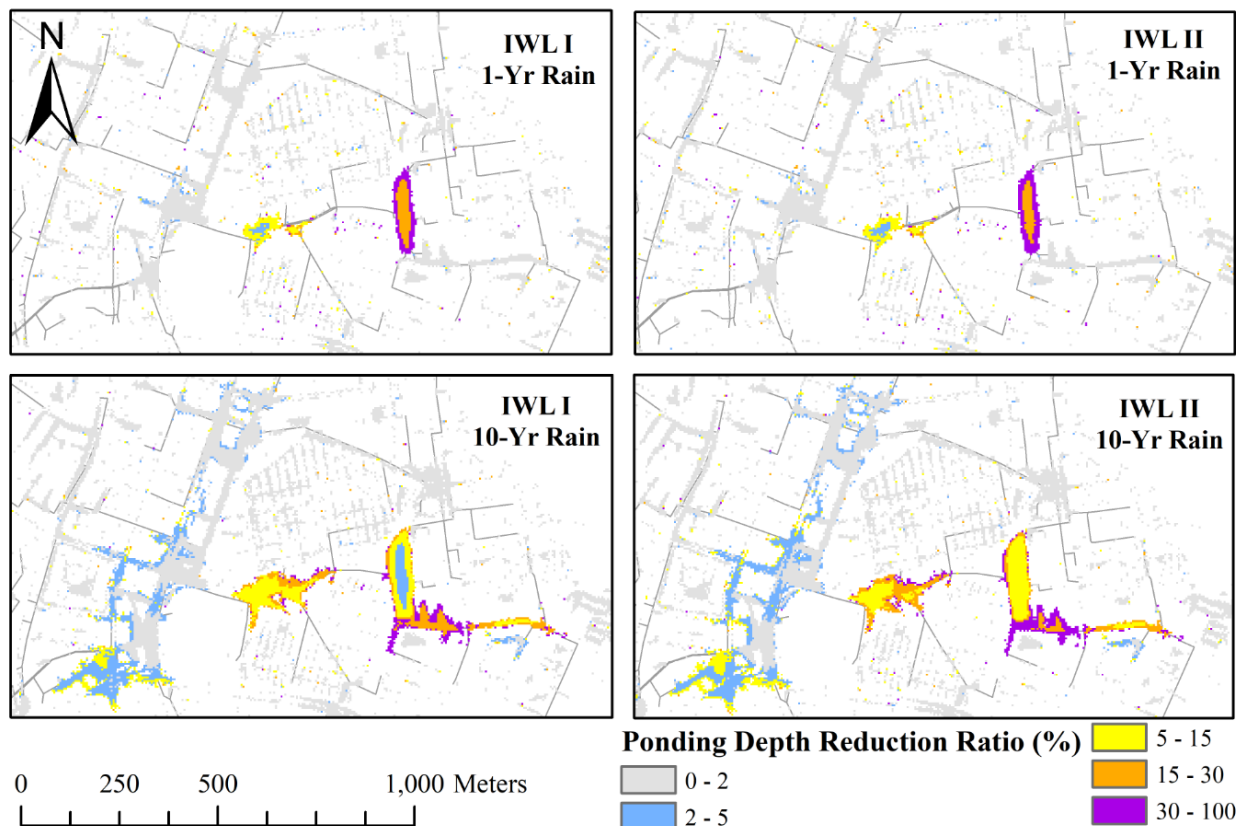 N
IWL I
1-Yr Rain
IWL II
1-Yr Rain
IWL I
10-Yr Rain
IWL II
10-Yr Rain
0 250 500 1,000 Meters
Ponding Depth Reduction Ratio (%)
0 - 2
2 - 5
5 - 15
15 - 30
30 - 100